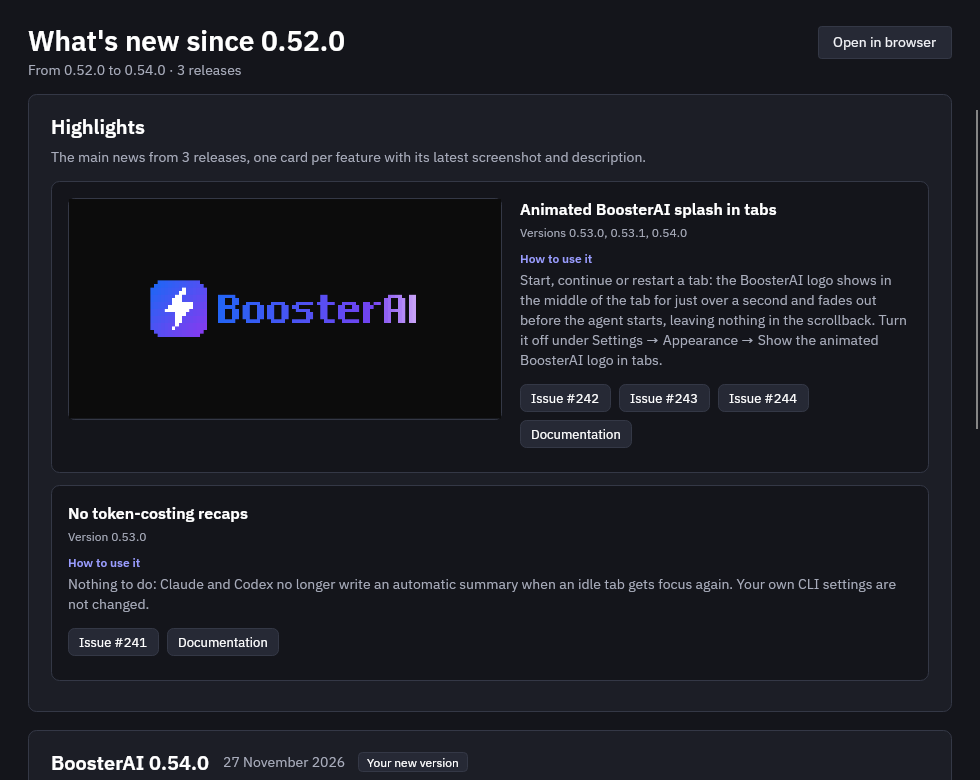 What's new since 0.52.0
Open in browser
From 0.52.0 to 0.54.0 · 3 releases
Highlights
The main news from 3 releases, one card per feature with its latest screenshot and description.
BoosterAI
Animated BoosterAI splash in tabs
Versions 0.53.0, 0.53.1, 0.54.0
How to use it
Start, continue or restart a tab: the BoosterAI logo shows in
the middle of the tab for just over a second and fades out
before the agent starts, leaving nothing in the scrollback. Turn
it off under Settings → Appearance → Show the animated
BoosterAI logo in tabs.
Issue #242 Issue #243 Issue #244
Documentation
No token-costing recaps
Version 0.53.0
How to use it
Nothing to do: Claude and Codex no longer write an automatic summary when an idle tab gets focus again. Your own CLI settings are
not changed.
Issue #241 Documentation
BoosterAI 0.54.0 27 November 2026 Your new version